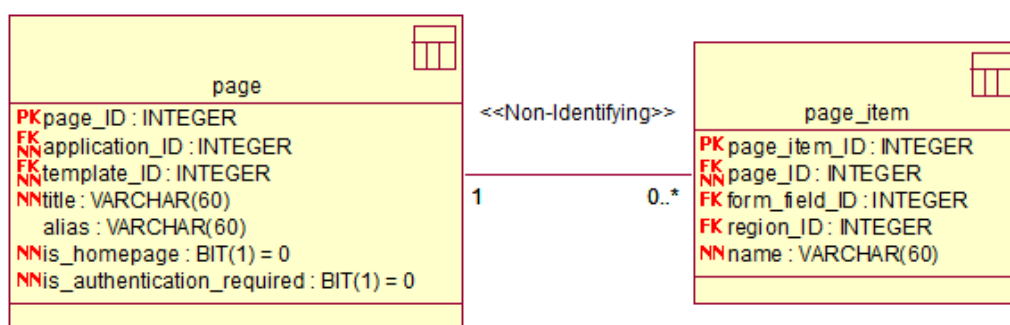 page
PK page_ID : INTEGER
FK NN application_ID : INTEGER
FK NN template_ID : INTEGER
NN title : VARCHAR(60)
alias : VARCHAR(60)
NN is_homepage : BIT(1) = 0
NN is_authentication_required : BIT(1) = 0
<<Non-Identifying>>
1 0..*
page_item
PK page_item_ID : INTEGER
FK NN page_ID : INTEGER
FK form_field_ID : INTEGER
FK region_ID : INTEGER
NN name : VARCHAR(60)